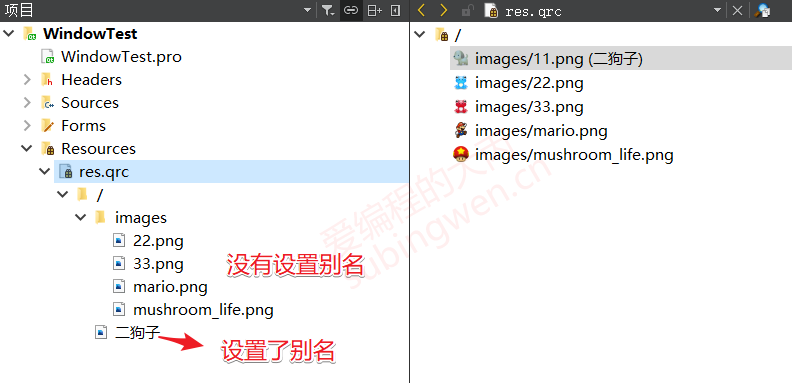 项目
res.qrc
WindowTest
WindowTest.pro
Headers
Sources
Forms
Resources
res.qrc
/
images
22.png
33.png
mario.png
mushroom_life.png
二狗子
没有设置别名
设置了别名
/
images/11.png (二狗子)
images/22.png
images/33.png
images/mario.png
images/mushroom_life.png
爱编程的大丙
subingwen.cn